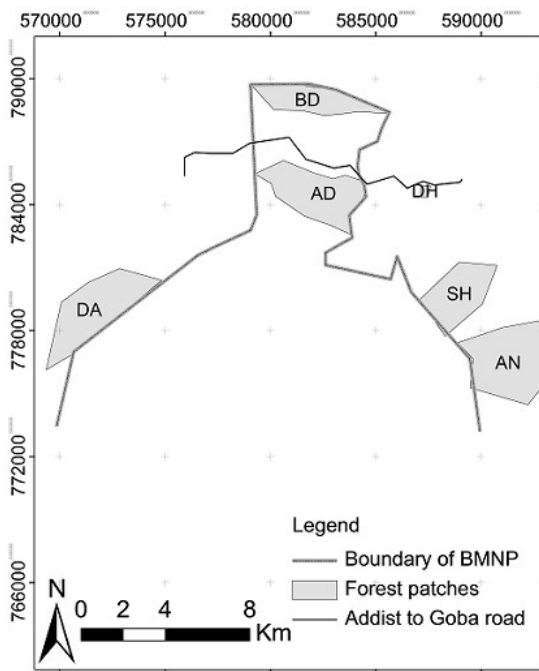 570000 575000 580000 585000 590000
790000
784000
778000
772000
766000
BD
AD
DH
DA
SH
AN
Legend
Boundary of BMNP
Forest patches
Addist to Goba road
N
0 2 4 8
Km